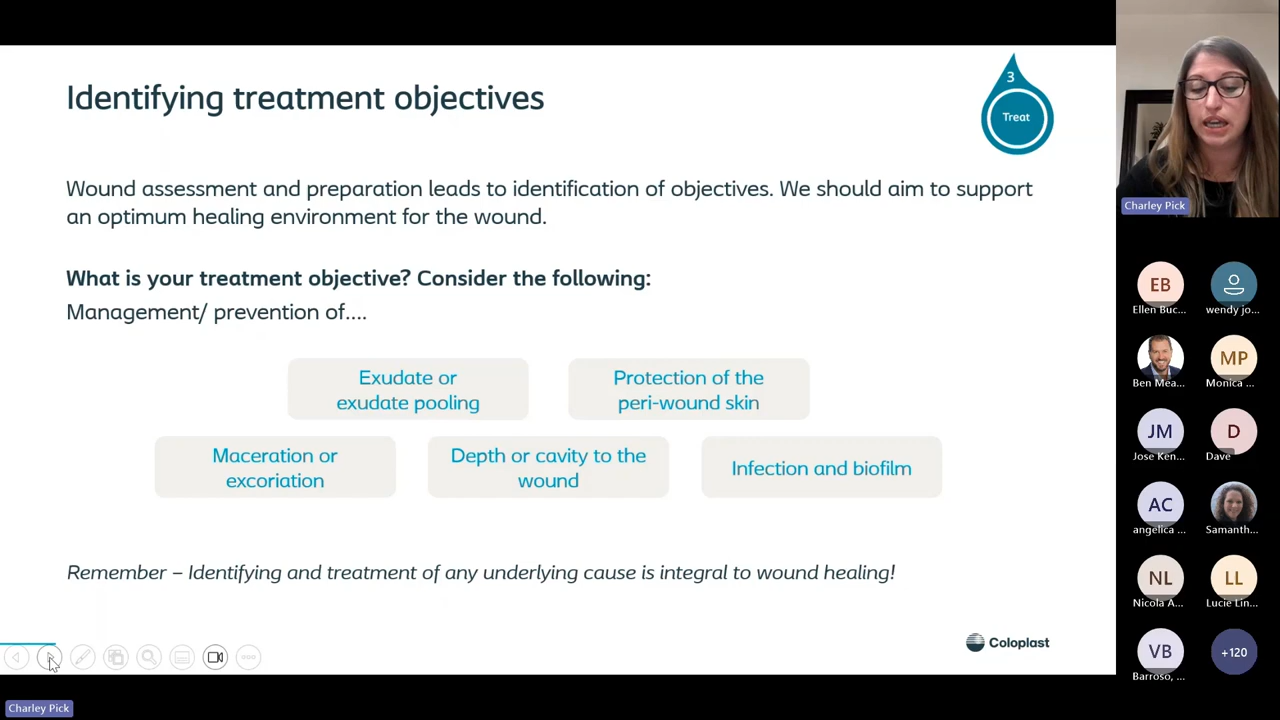 Identifying treatment objectives
3
Treat
Wound assessment and preparation leads to identification of objectives. We should aim to support
an optimum healing environment for the wound.
What is your treatment objective? Consider the following:
Management/ prevention of....
Exudate or
exudate pooling
Protection of the
peri-wound skin
Maceration or
excoriation
Depth or cavity to the
wound
Infection and biofilm
Remember – Identifying and treatment of any underlying cause is integral to wound healing!
Coloplast
Charley Pick
Charley Pick
EB
Ellen Buc...
wendy jo...
Ben Mea...
MP
Monica ...
JM
Jose Ken...
D
Dave
AC
angelica ...
Samanth...
NL
Nicola A...
LL
Lucie Lin...
VB
Barroso, ...
+120